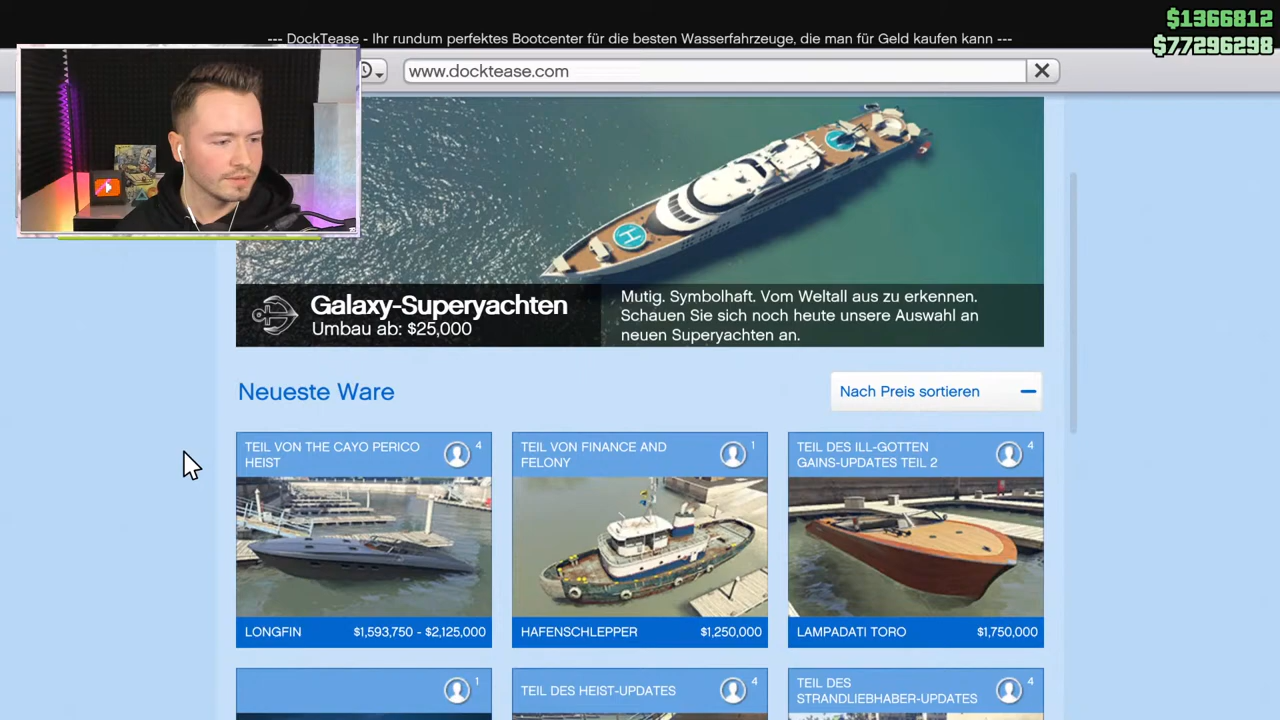 $1366812
--- DockTease - Ihr rundum perfektes Bootcenter für die besten Wasserfahrzeuge, die man für Geld kaufen kann ---
$77296298
www.docktease.com
H
Galaxy-Superyachten
Umbau ab: $25,000
Mutig. Symbolhaft. Vom Weltall aus zu erkennen.
Schauen Sie sich noch heute unsere Auswahl an
neuen Superyachten an.
Neueste Ware
Nach Preis sortieren
TEIL VON THE CAYO PERICO
HEIST
4
LONGFIN $1,593,750 - $2,125,000
TEIL VON FINANCE AND
FELONY
1
HAFENSCHLEPPER $1,250,000
TEIL DES ILL-GOTTEN
GAINS-UPDATES TEIL 2
4
LAMPADATI TORO $1,750,000
1
TEIL DES HEIST-UPDATES
4
TEIL DES
STRANDLIEBHABER-UPDATES
4